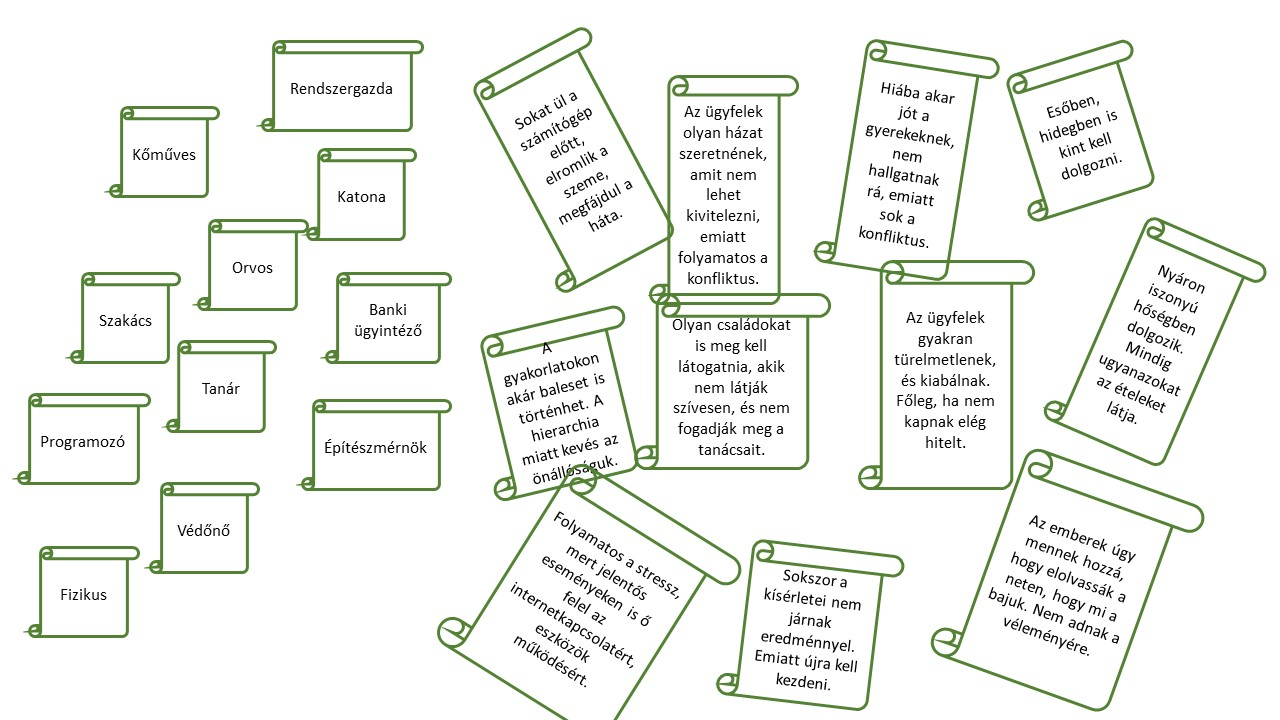 Rendszergazda
Kőműves
Katona
Orvos
Szakács
Banki
ügyintéző
Tanár
Programozó
Építészmérnök
Védőnő
Fizikus
Sokat ül a
számítógép
előtt,
elromlik a
szeme,
megfájdul a
háta.
Az ügyfelek
olyan házat
szeretnének,
amit nem
lehet
kivitelezni,
emiatt
folyamatos a
konfliktus.
Hiába akar
jót a
gyerekeknek,
nem
hallgatnak
rá, emiatt
sok a
konfliktus.
Esőben,
hidegben is
kint kell
dolgozni.
A
gyakorlatokon
akár baleset is
történhet. A
hierarchia
miatt kevés az
önállóságuk.
Olyan családokat
is meg kell
látogatnia, akik
nem látják
szívesen, és nem
fogadják meg a
tanácsait.
Az ügyfelek
gyakran
türelmetlenek,
és kiabálnak.
Főleg, ha nem
kapnak elég
hitelt.
Nyáron
iszonyú
hőségben
dolgozik.
Mindig
ugyanazokat
az ételeket
látja.
Folyamatos a stressz,
mert jelentős
eseményeken is ő
felel az
internetkapcsolatért,
eszközök
működésért.
Sokszor a
kísérletei nem
járnak
eredménnyel.
Emiatt újra kell
kezdeni.
Az emberek úgy
mennek hozzá,
hogy elolvassák a
neten, hogy mi a
bajuk. Nem adnak a
véleményére.